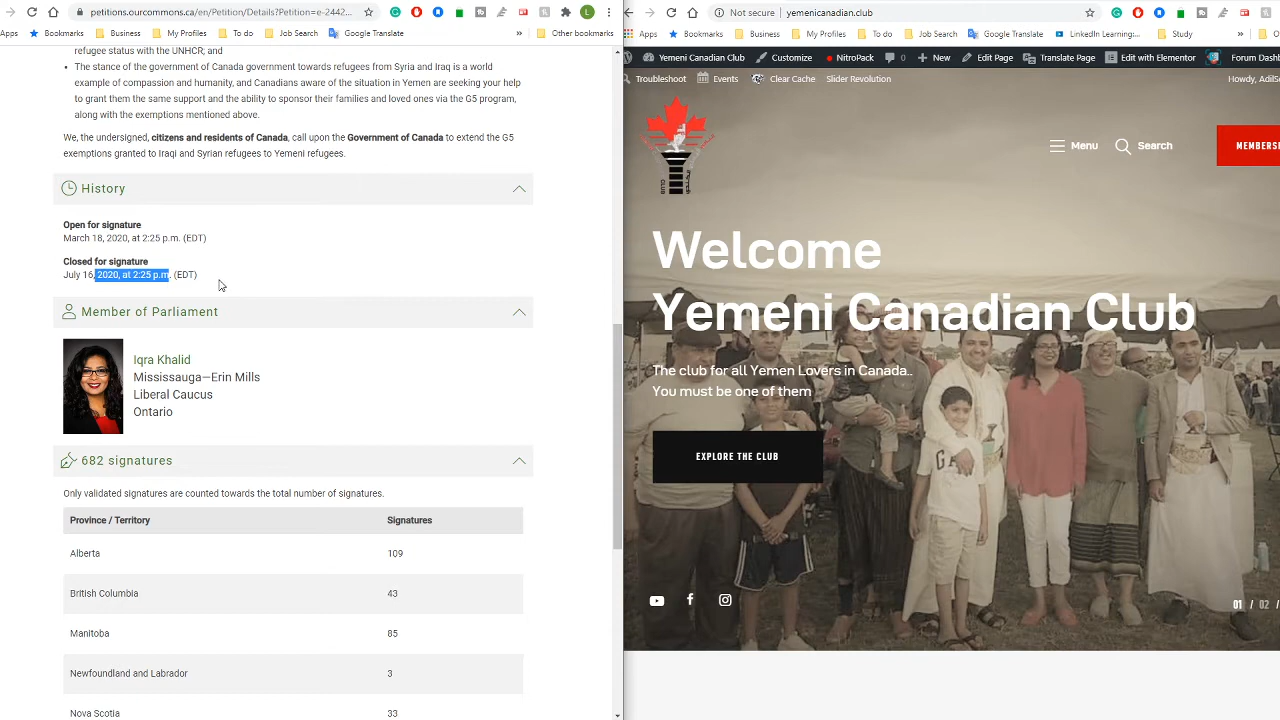 petitions.ourcommons.ca/en/Petition/Details?Petition=e-2442...
Apps
Bookmarks
Business
My Profiles
To do
Job Search
Google Translate
»
Other bookmarks
refugee status with the UNHCR; and
• The stance of the government of Canada government towards refugees from Syria and Iraq is a world
example of compassion and humanity, and Canadians aware of the situation in Yemen are seeking your help
to grant them the same support and the ability to sponsor their families and loved ones via the G5 program,
along with the exemptions mentioned above.
We, the undersigned, citizens and residents of Canada, call upon the Government of Canada to extend the G5
exemptions granted to Iraqi and Syrian refugees to Yemeni refugees.
History
Open for signature
March 18, 2020, at 2:25 p.m. (EDT)
Closed for signature
July 16, 2020, at 2:25 p.m. (EDT)
Member of Parliament
Iqra Khalid
Mississauga—Erin Mills
Liberal Caucus
Ontario
682 signatures
Only validated signatures are counted towards the total number of signatures.
Province / Territory Signatures
Alberta 109
British Columbia 43
Manitoba 85
Newfoundland and Labrador 3
Nova Scotia 33
Not secure | yemenicanadian.club
Apps
Bookmarks
Business
My Profiles
To do
Job Search
Google Translate
LinkedIn Learning:...
Study
»
Yemeni Canadian Club
Customize
NitroPack
0
+ New
Edit Page
Translate Page
Edit with Elementor
Forum Dashb
Troubleshoot
Events
Clear Cache
Slider Revolution
Howdy, AdilS
Menu
Search
MEMBERS
Welcome
Yemeni Canadian Club
The club for all Yemen Lovers in Canada..
You must be one of them
EXPLORE THE CLUB
01 / 02 /